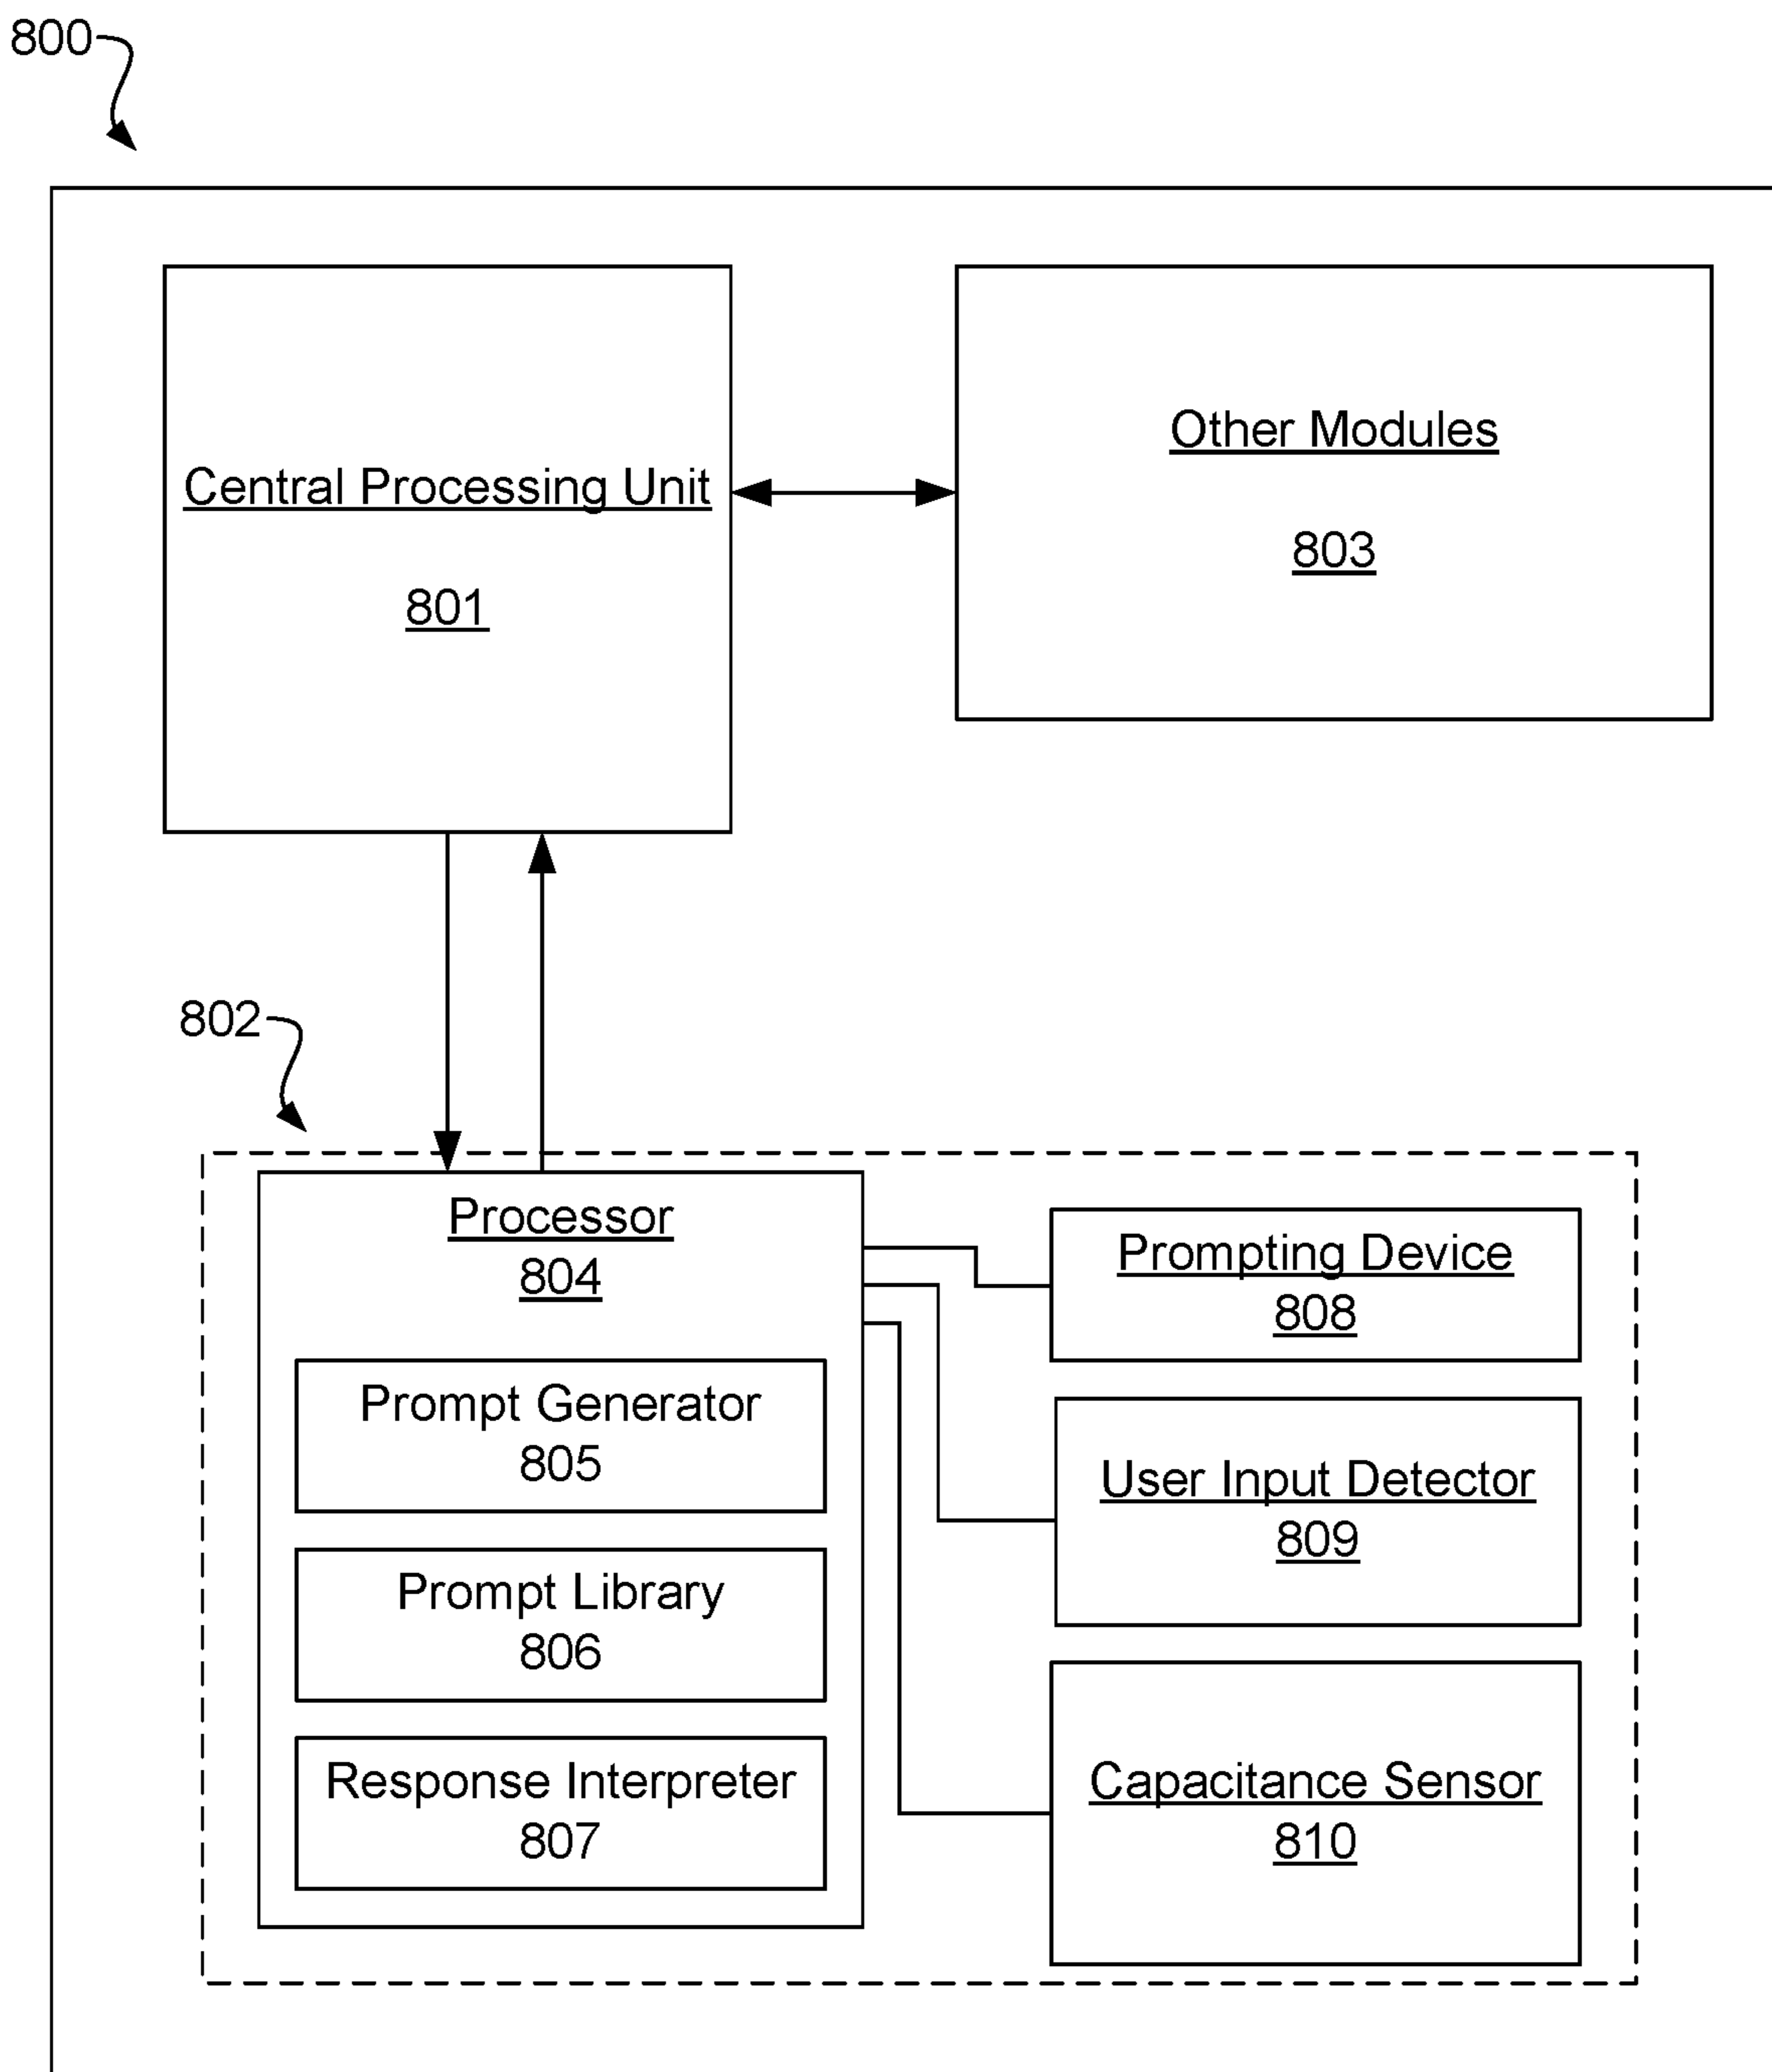 800
Central Processing Unit
801
Other Modules
803
802
Processor
804
Prompt Generator
805
Prompt Library
806
Response Interpreter
807
Prompting Device
808
User Input Detector
809
Capacitance Sensor
810